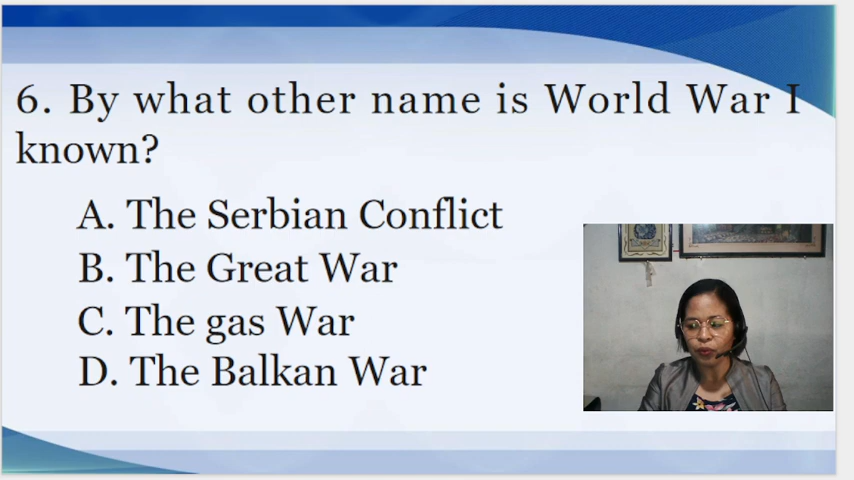 6. By what other name is World War I
known?
A. The Serbian Conflict
B. The Great War
C. The gas War
D. The Balkan War